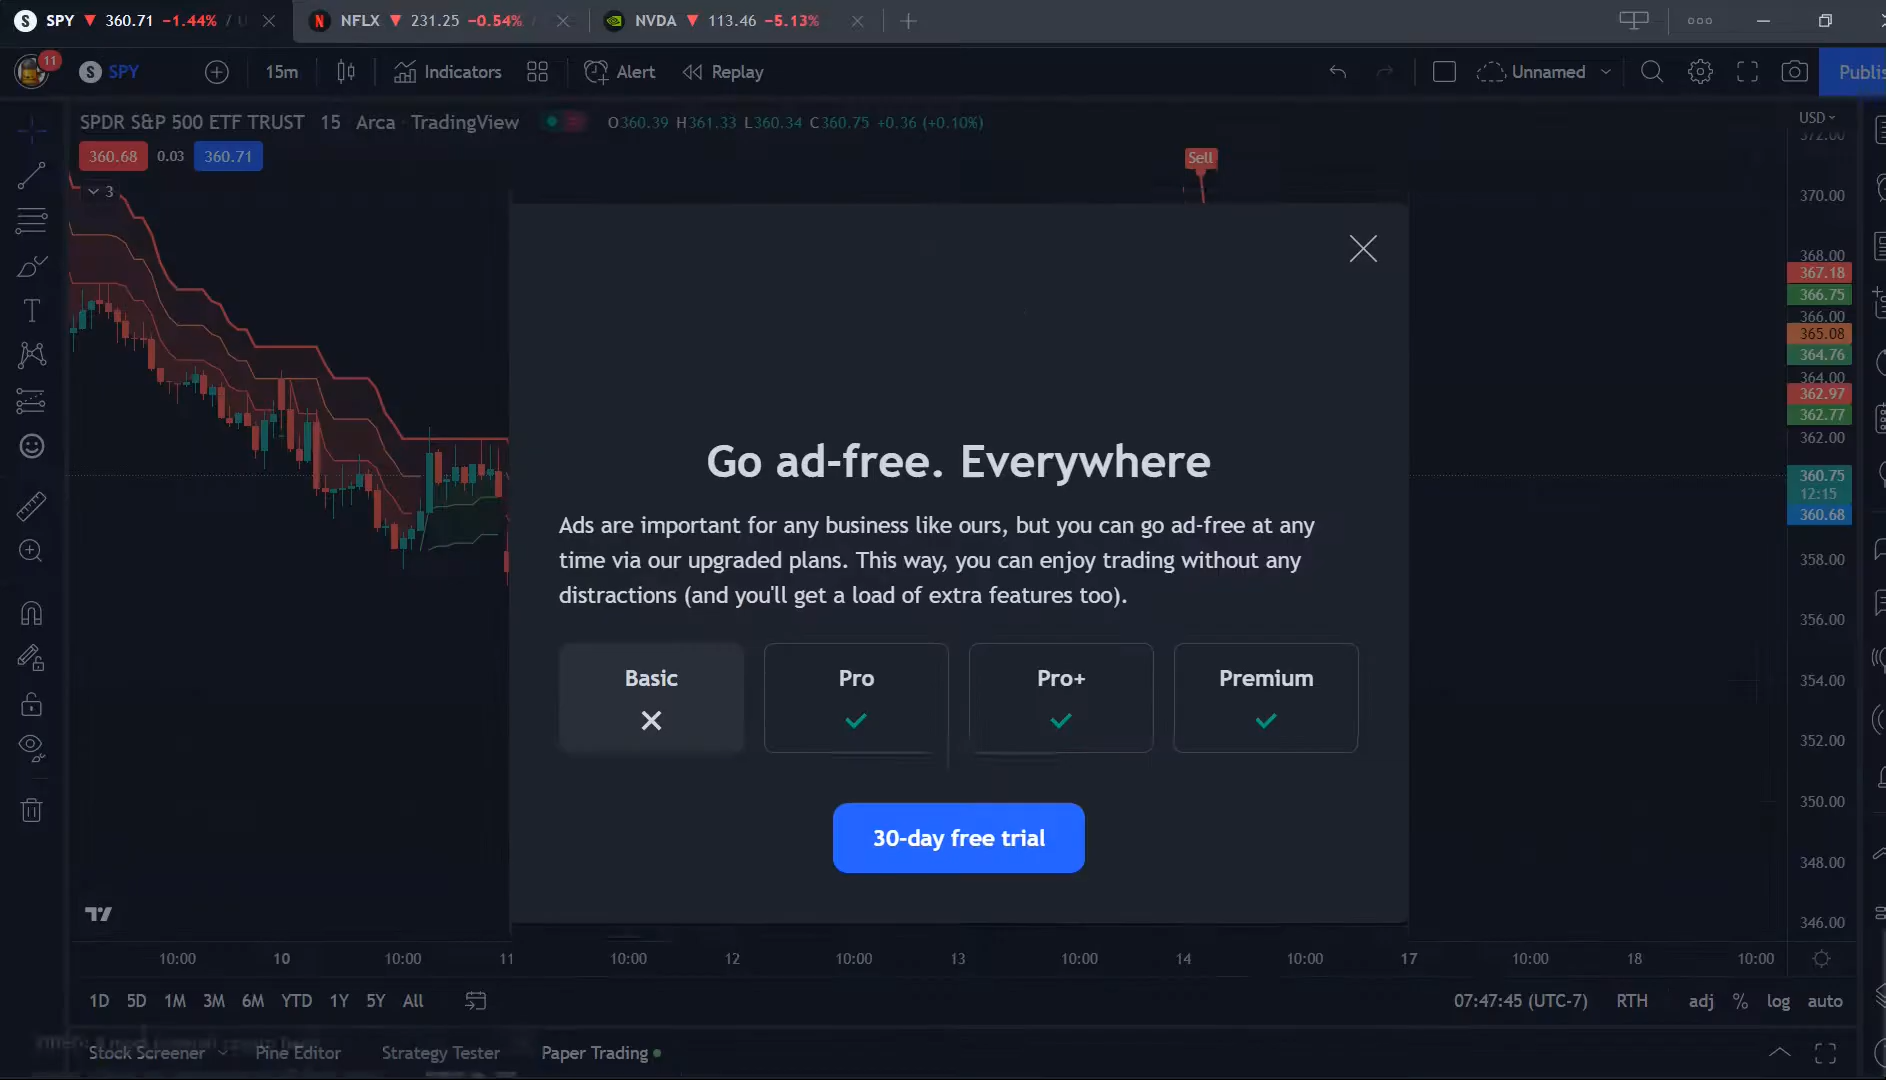 S SPY ▼ 360.71 −1.44% / U
N NFLX ▼ 231.25 −0.54% /
NVDA ▼ 113.46 −5.13%
11
S SPY
15m
Indicators
Alert
Replay
Unnamed
Publis
SPDR S&P 500 ETF TRUST 15 Arca TradingView
O360.39 H361.33 L360.34 C360.75 +0.36 (+0.10%)
USD
372.00
360.68 0.03 360.71
3
Sell
370.00
368.00
367.18
366.75
366.00
365.08
364.76
364.00
362.97
362.77
362.00
360.75
12:15
360.68
358.00
356.00
354.00
352.00
350.00
348.00
346.00
Go ad-free. Everywhere
Ads are important for any business like ours, but you can go ad-free at any
time via our upgraded plans. This way, you can enjoy trading without any
distractions (and you'll get a load of extra features too).
Basic Pro Pro+ Premium
30-day free trial
10:00 10 10:00 11 10:00 12 10:00 13 10:00 14 10:00 17 10:00 18 10:00
1D 5D 1M 3M 6M YTD 1Y 5Y All
07:47:45 (UTC-7) RTH adj % log auto
Stock Screener Pine Editor Strategy Tester Paper Trading